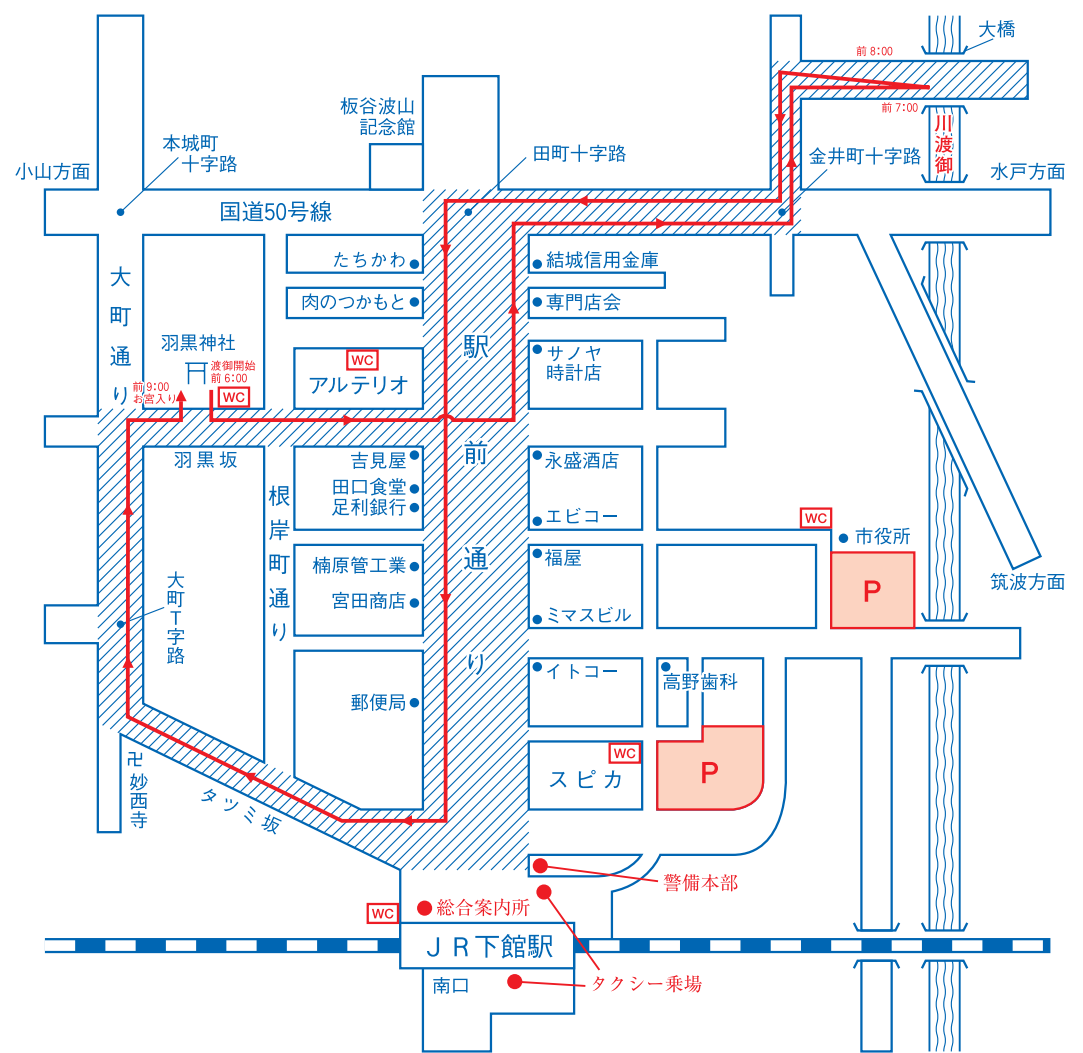 大橋
前 8:00
前 7:00
川渡御
板谷波山
記念館
本城町
十字路
田町十字路
金井町十字路
小山方面
水戸方面
国道50号線
たちかわ
結城信用金庫
大町通り
肉のつかもと
専門店会
羽黒神社
渡御開始
前 6:00
WC
前 9:00
お宮入り
WC
アルテリオ
駅前通り
サノヤ
時計店
羽黒坂
吉見屋
田口食堂
足利銀行
永盛酒店
エビコー
根岸町通り
WC
市役所
楠原管工業
宮田商店
福屋
ミマスビル
P
筑波方面
大町T字路
イトコー
高野歯科
郵便局
卍妙西寺
タツミ坂
WC
スピカ
P
警備本部
WC
総合案内所
JR下館駅
南口
タクシー乗場